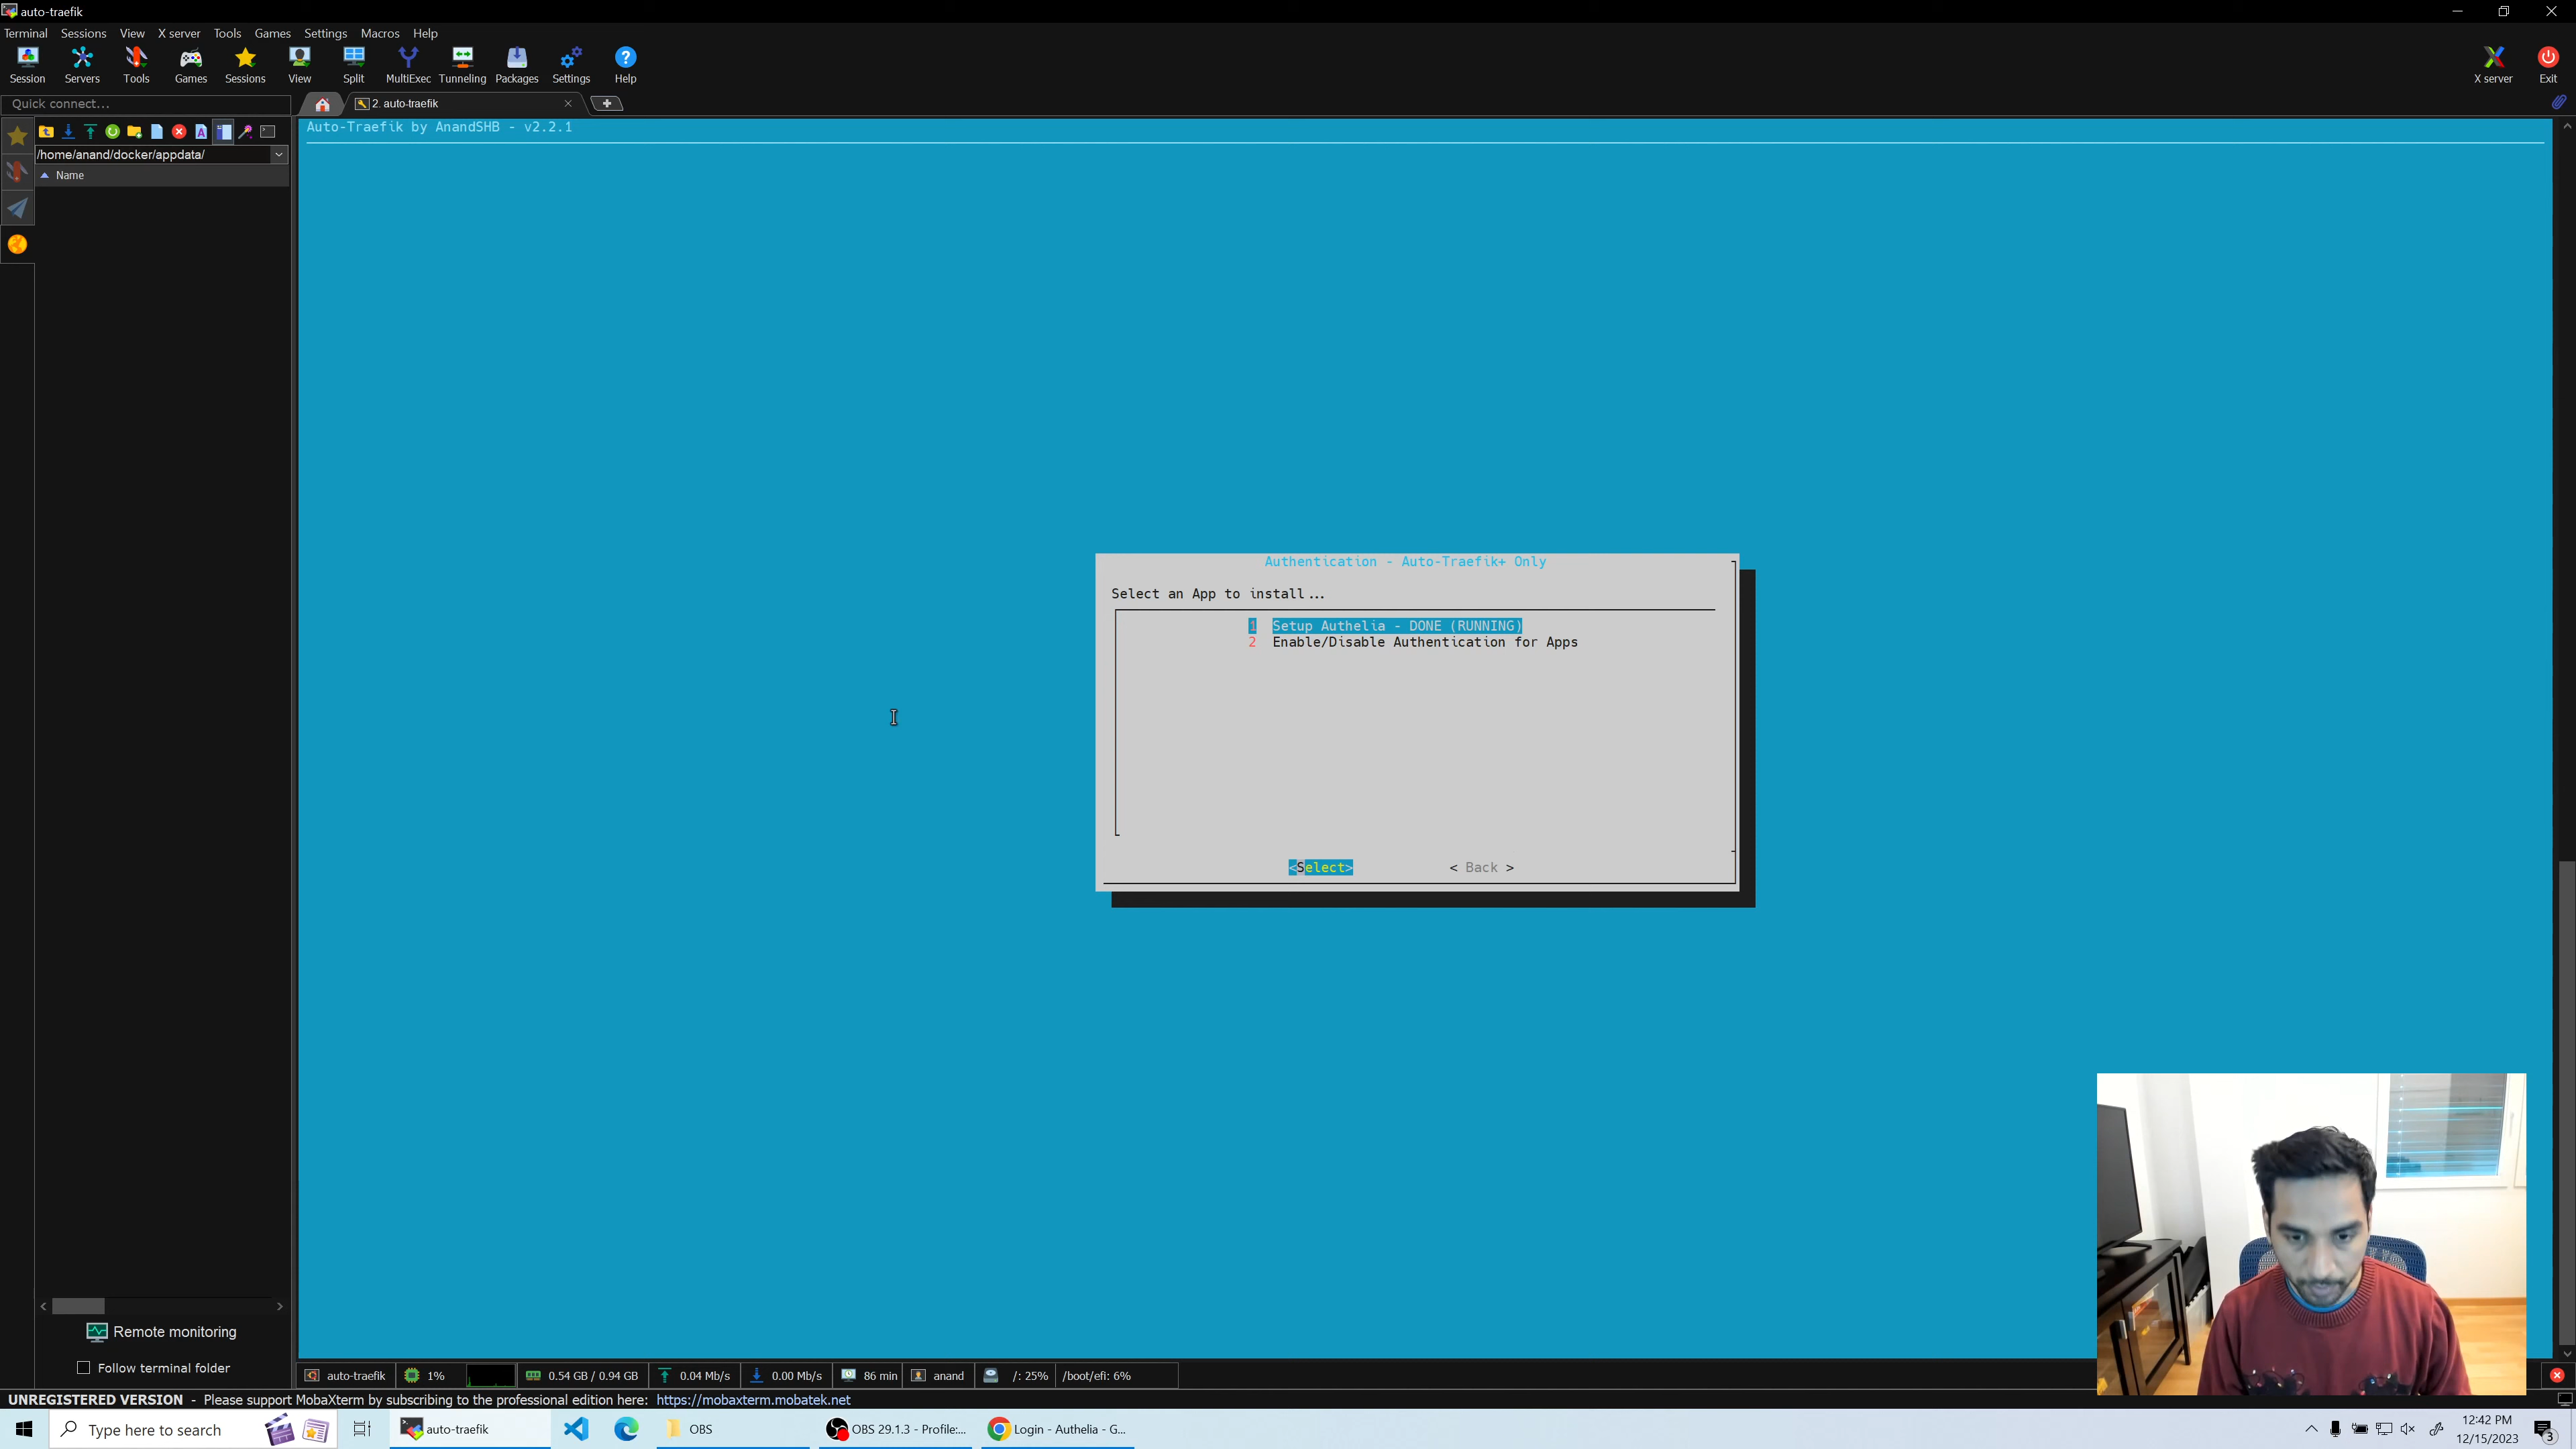 auto-traefik
Terminal Sessions View X server Tools Games Settings Macros Help
Session Servers Tools Games Sessions View Split MultiExec Tunneling Packages Settings Help X server Exit
Quick connect...
2. auto-traefik
/home/anand/docker/appdata/
Name
Auto-Traefik by AnandSHB - v2.2.1
Authentication - Auto-Traefik+ Only
Select an App to install...
1 Setup Authelia - DONE (RUNNING)
2 Enable/Disable Authentication for Apps
<Select> < Back >
Remote monitoring
Follow terminal folder
auto-traefik 1% 0.54 GB / 0.94 GB 0.04 Mb/s 0.00 Mb/s 86 min anand /: 25% /boot/efi: 6%
UNREGISTERED VERSION - Please support MobaXterm by subscribing to the professional edition here: https://mobaxterm.mobatek.net
Type here to search auto-traefik OBS OBS 29.1.3 - Profile:... Login - Authelia - G...
12:42 PM
12/15/2023
3